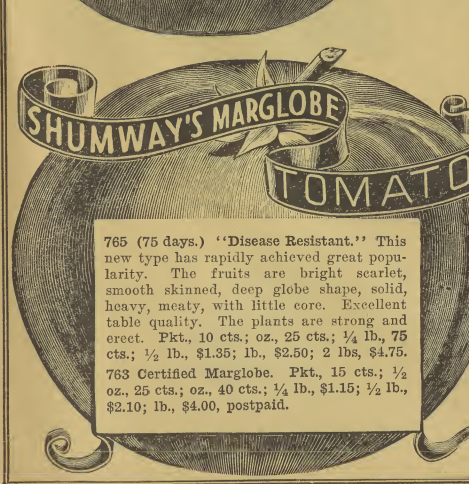 SHUMWAY'S MARGLOBE
TOMATO
765 (75 days.) "Disease Resistant." This
new type has rapidly achieved great popu-
larity. The fruits are bright scarlet,
smooth skinned, deep globe shape, solid,
heavy, meaty, with little core. Excellent
table quality. The plants are strong and
erect. Pkt., 10 cts.; oz., 25 cts.; ¼ lb., 75
cts.; ½ lb., $1.35; lb., $2.50; 2 lbs, $4.75.
763 Certified Marglobe. Pkt., 15 cts.; ½
oz., 25 cts.; oz., 40 cts.; ¼ lb., $1.15; ½ lb.,
$2.10; lb., $4.00, postpaid.